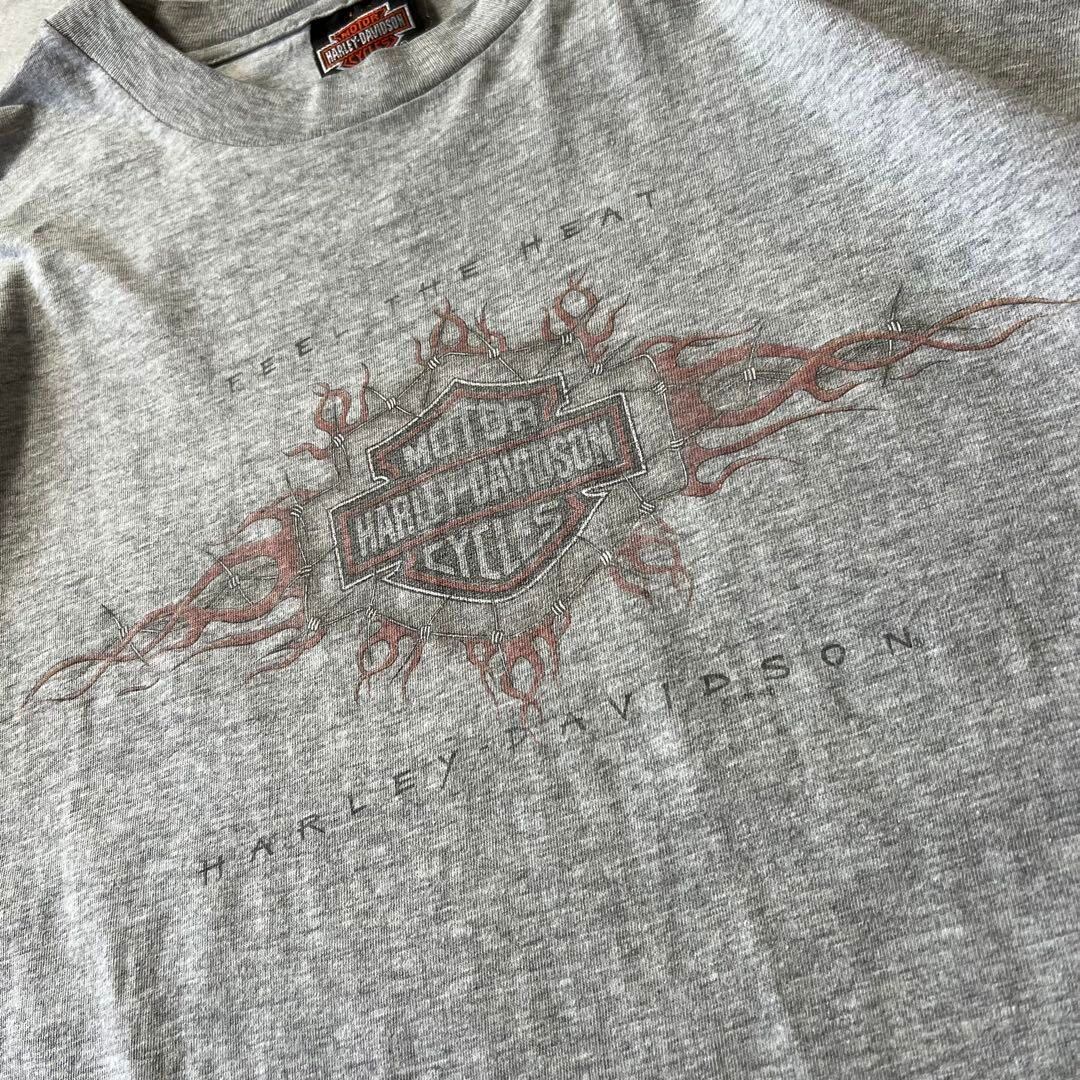 MOTOR
HARLEY-DAVIDSON
CYCLES
FEEL THE HEAT
MOTOR
HARLEY-DAVIDSON
CYCLES
HARLEY-DAVIDSON